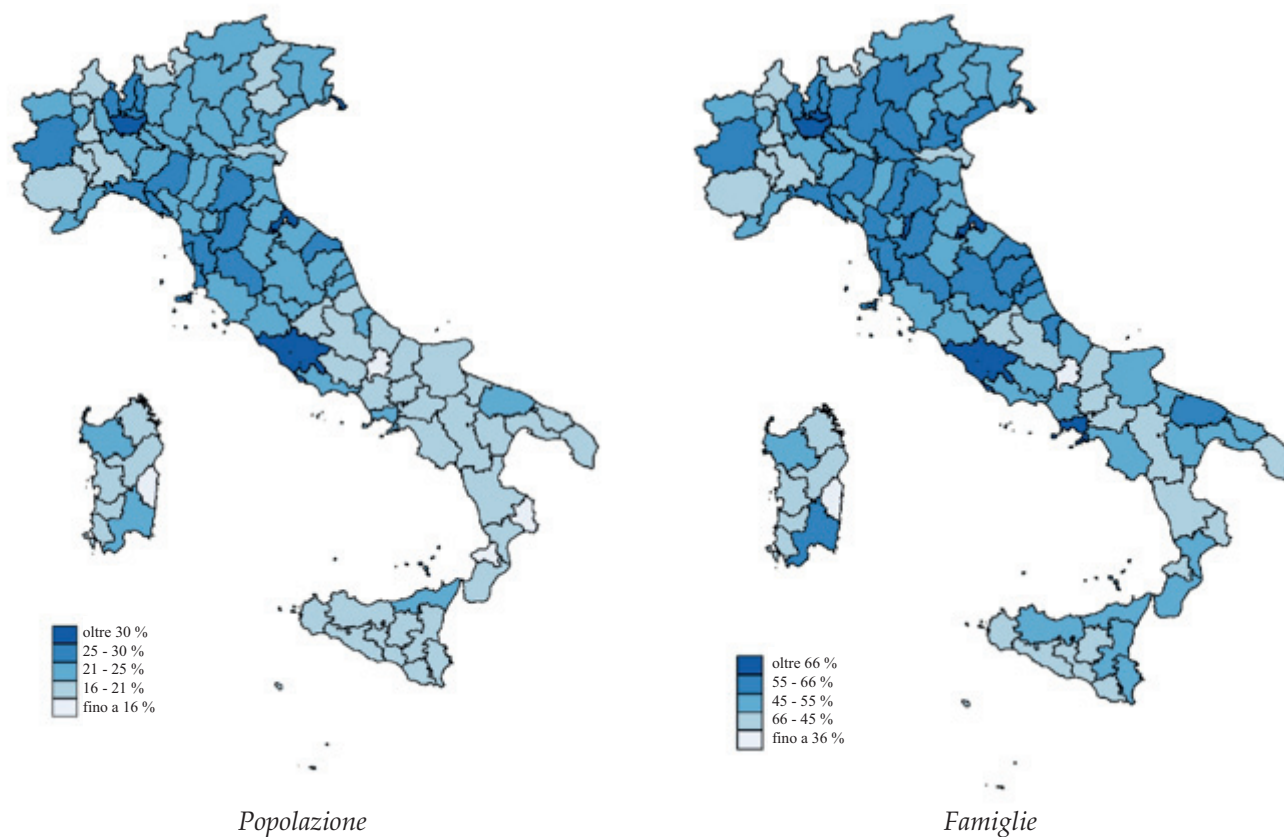 oltre 30 %
25 - 30 %
21 - 25 %
16 - 21 %
fino a 16 %
oltre 66 %
55 - 66 %
45 - 55 %
66 - 45 %
fino a 36 %
Popolazione
Famiglie